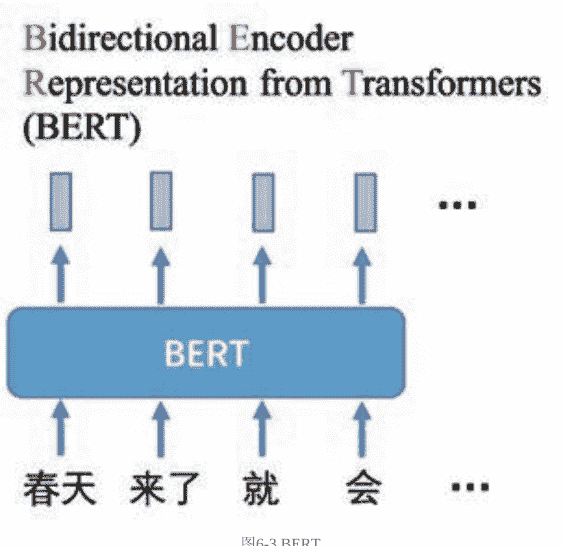 Bidirectional Encoder
Representation from Transformers
(BERT)
...
BERT
春天 来了 就 会 ...
图6-3 BERT